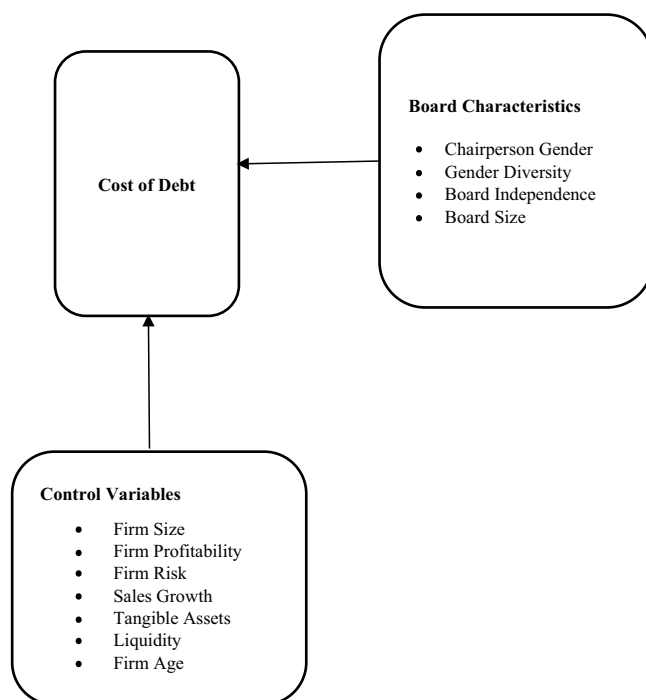 Cost of Debt
Board Characteristics
• Chairperson Gender
• Gender Diversity
• Board Independence
• Board Size
Control Variables
• Firm Size
• Firm Profitability
• Firm Risk
• Sales Growth
• Tangible Assets
• Liquidity
• Firm Age